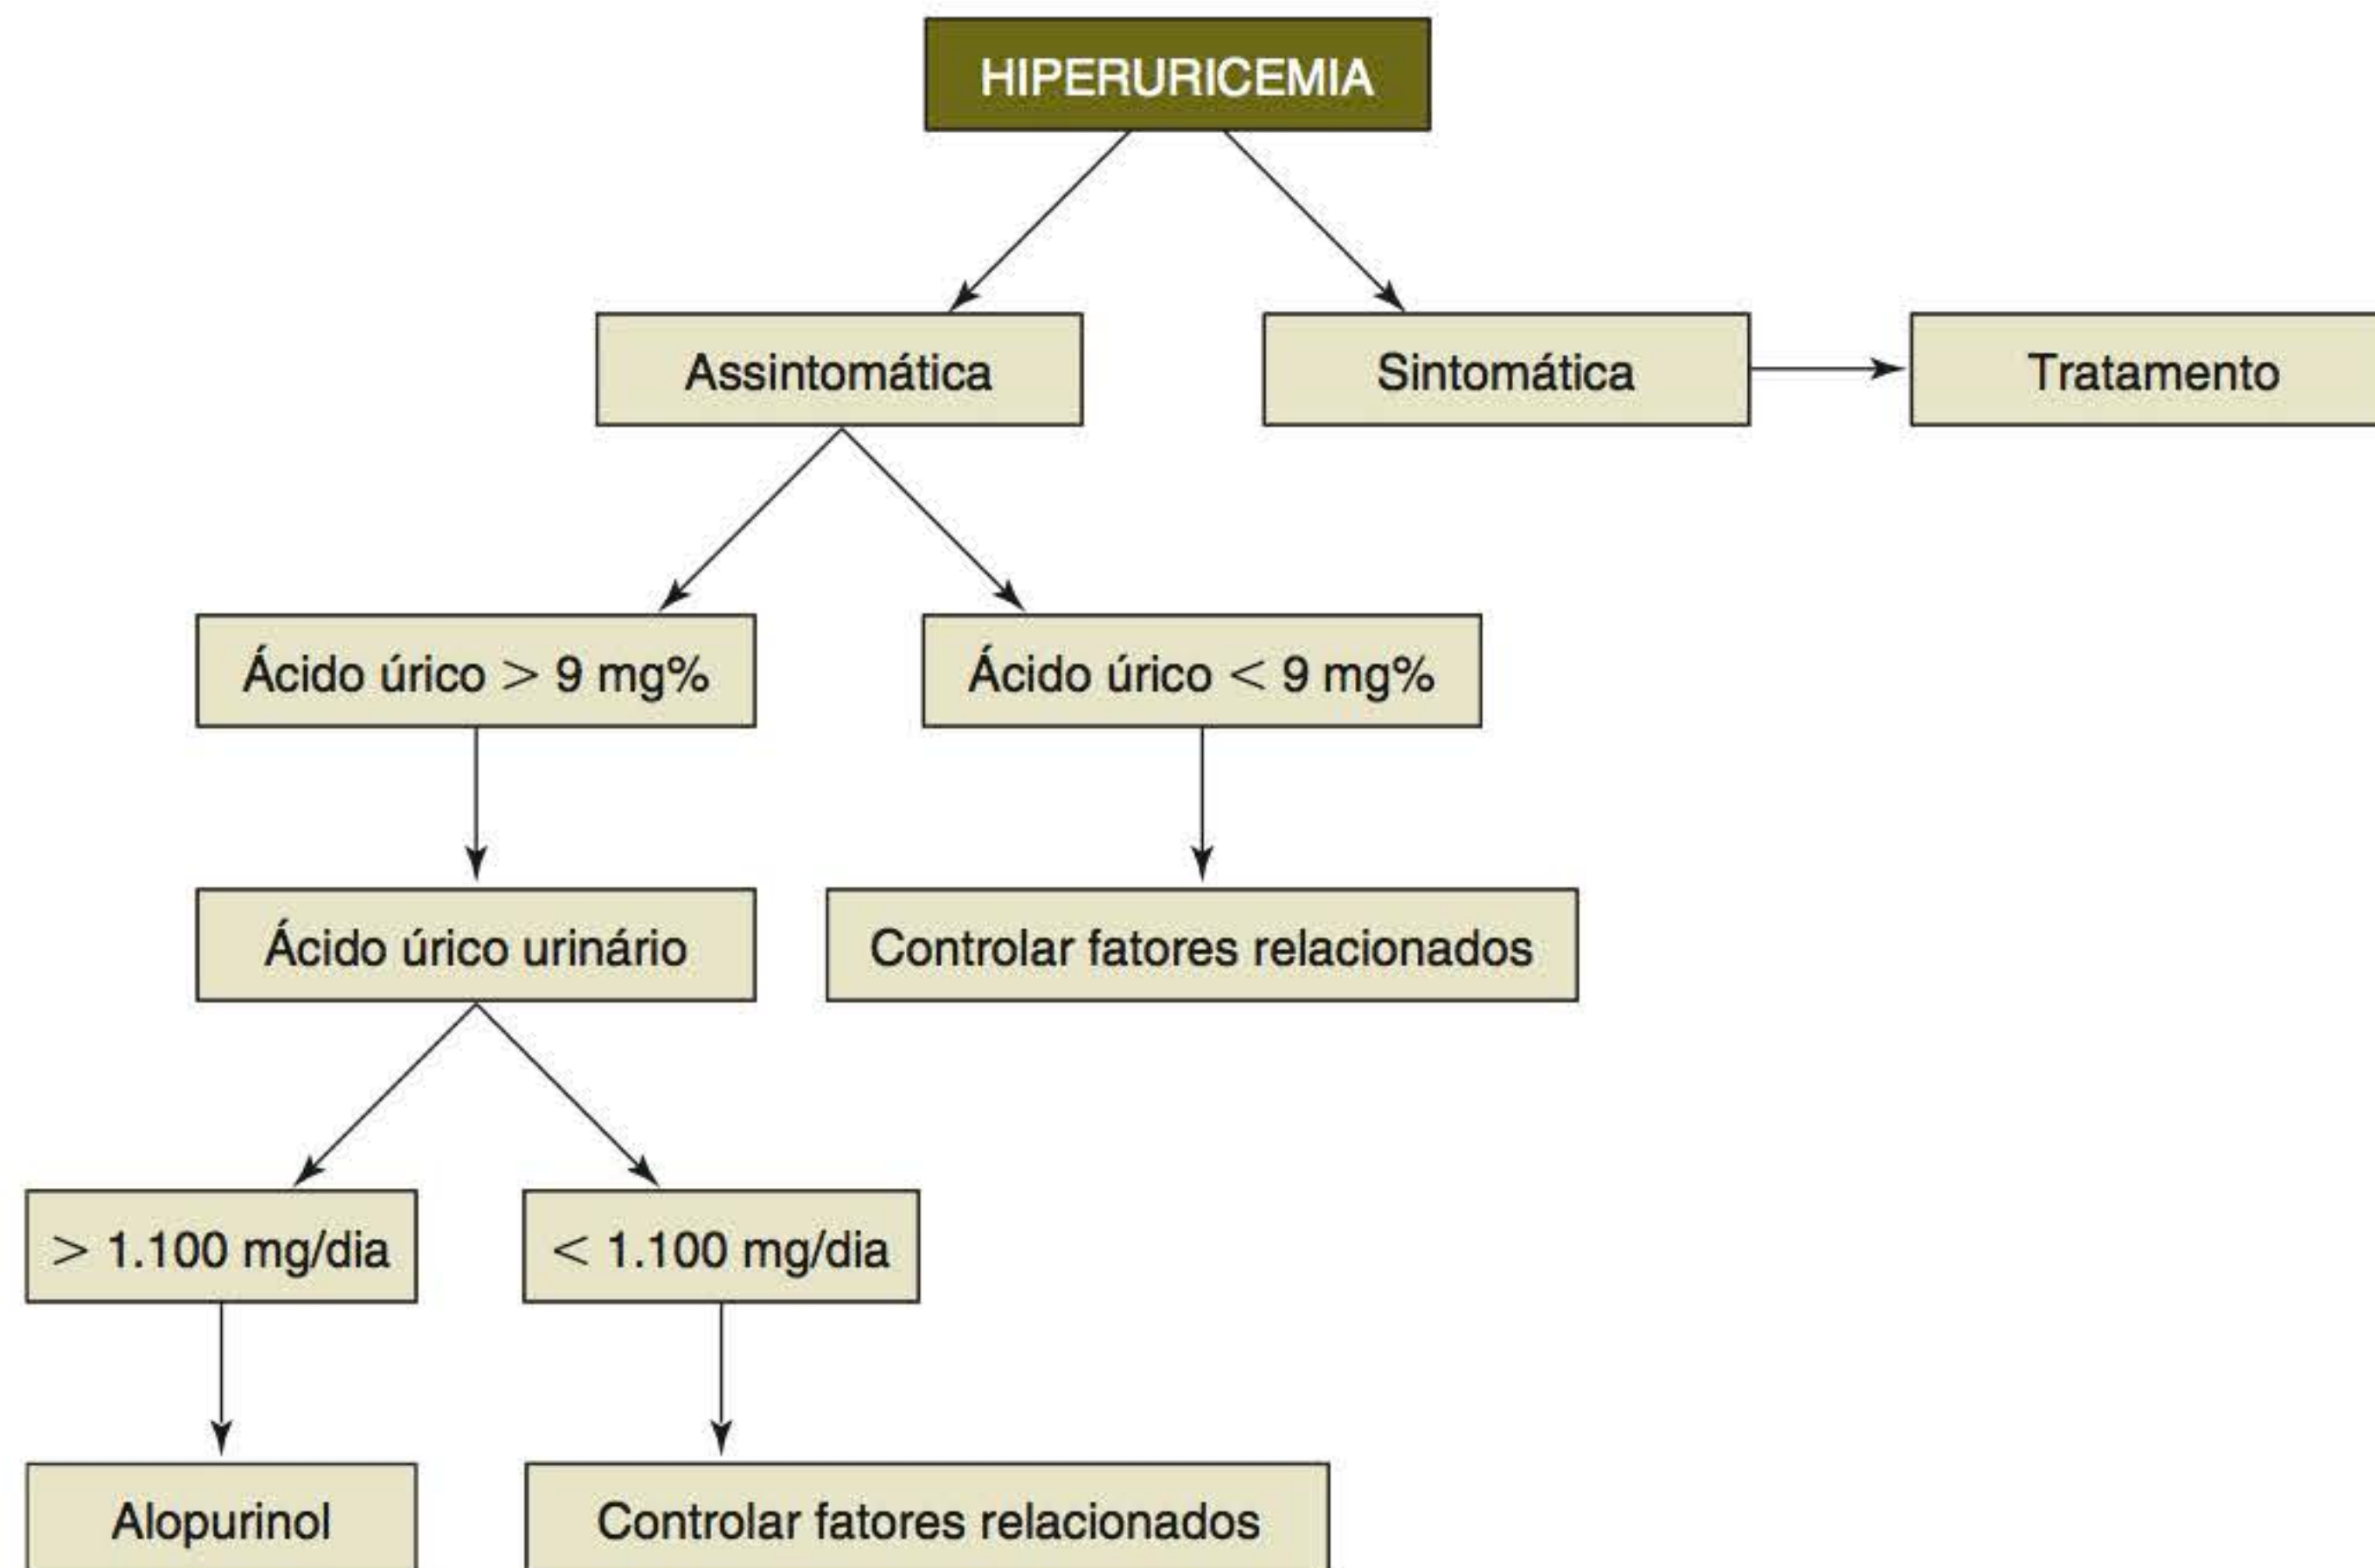 HIPERURICEMIA
Assintomática
Sintomática
Tratamento
Ácido úrico > 9 mg%
Ácido úrico < 9 mg%
Ácido úrico urinário
Controlar fatores relacionados
> 1.100 mg/dia
< 1.100 mg/dia
Alopurinol
Controlar fatores relacionados